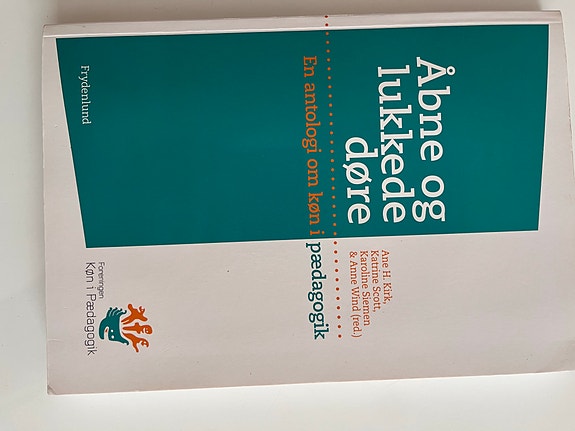 Åbne og
lukkede
døre
En antologi om køn i pædagogik
Ane H. Kirk,
Katrine Scott,
Karoline Siemen
& Anne Wind (red.)
Frydenlund
Foreningen
Køn i Pædagogik